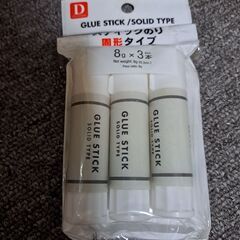 D
GLUE STICK / SOLID TYPE
スティックのり
固形タイプ
8g×3本
GLUE STICK
SOLID TYPE
GLUE STICK
SOLID TYPE
GLUE STICK
SOLID TYPE